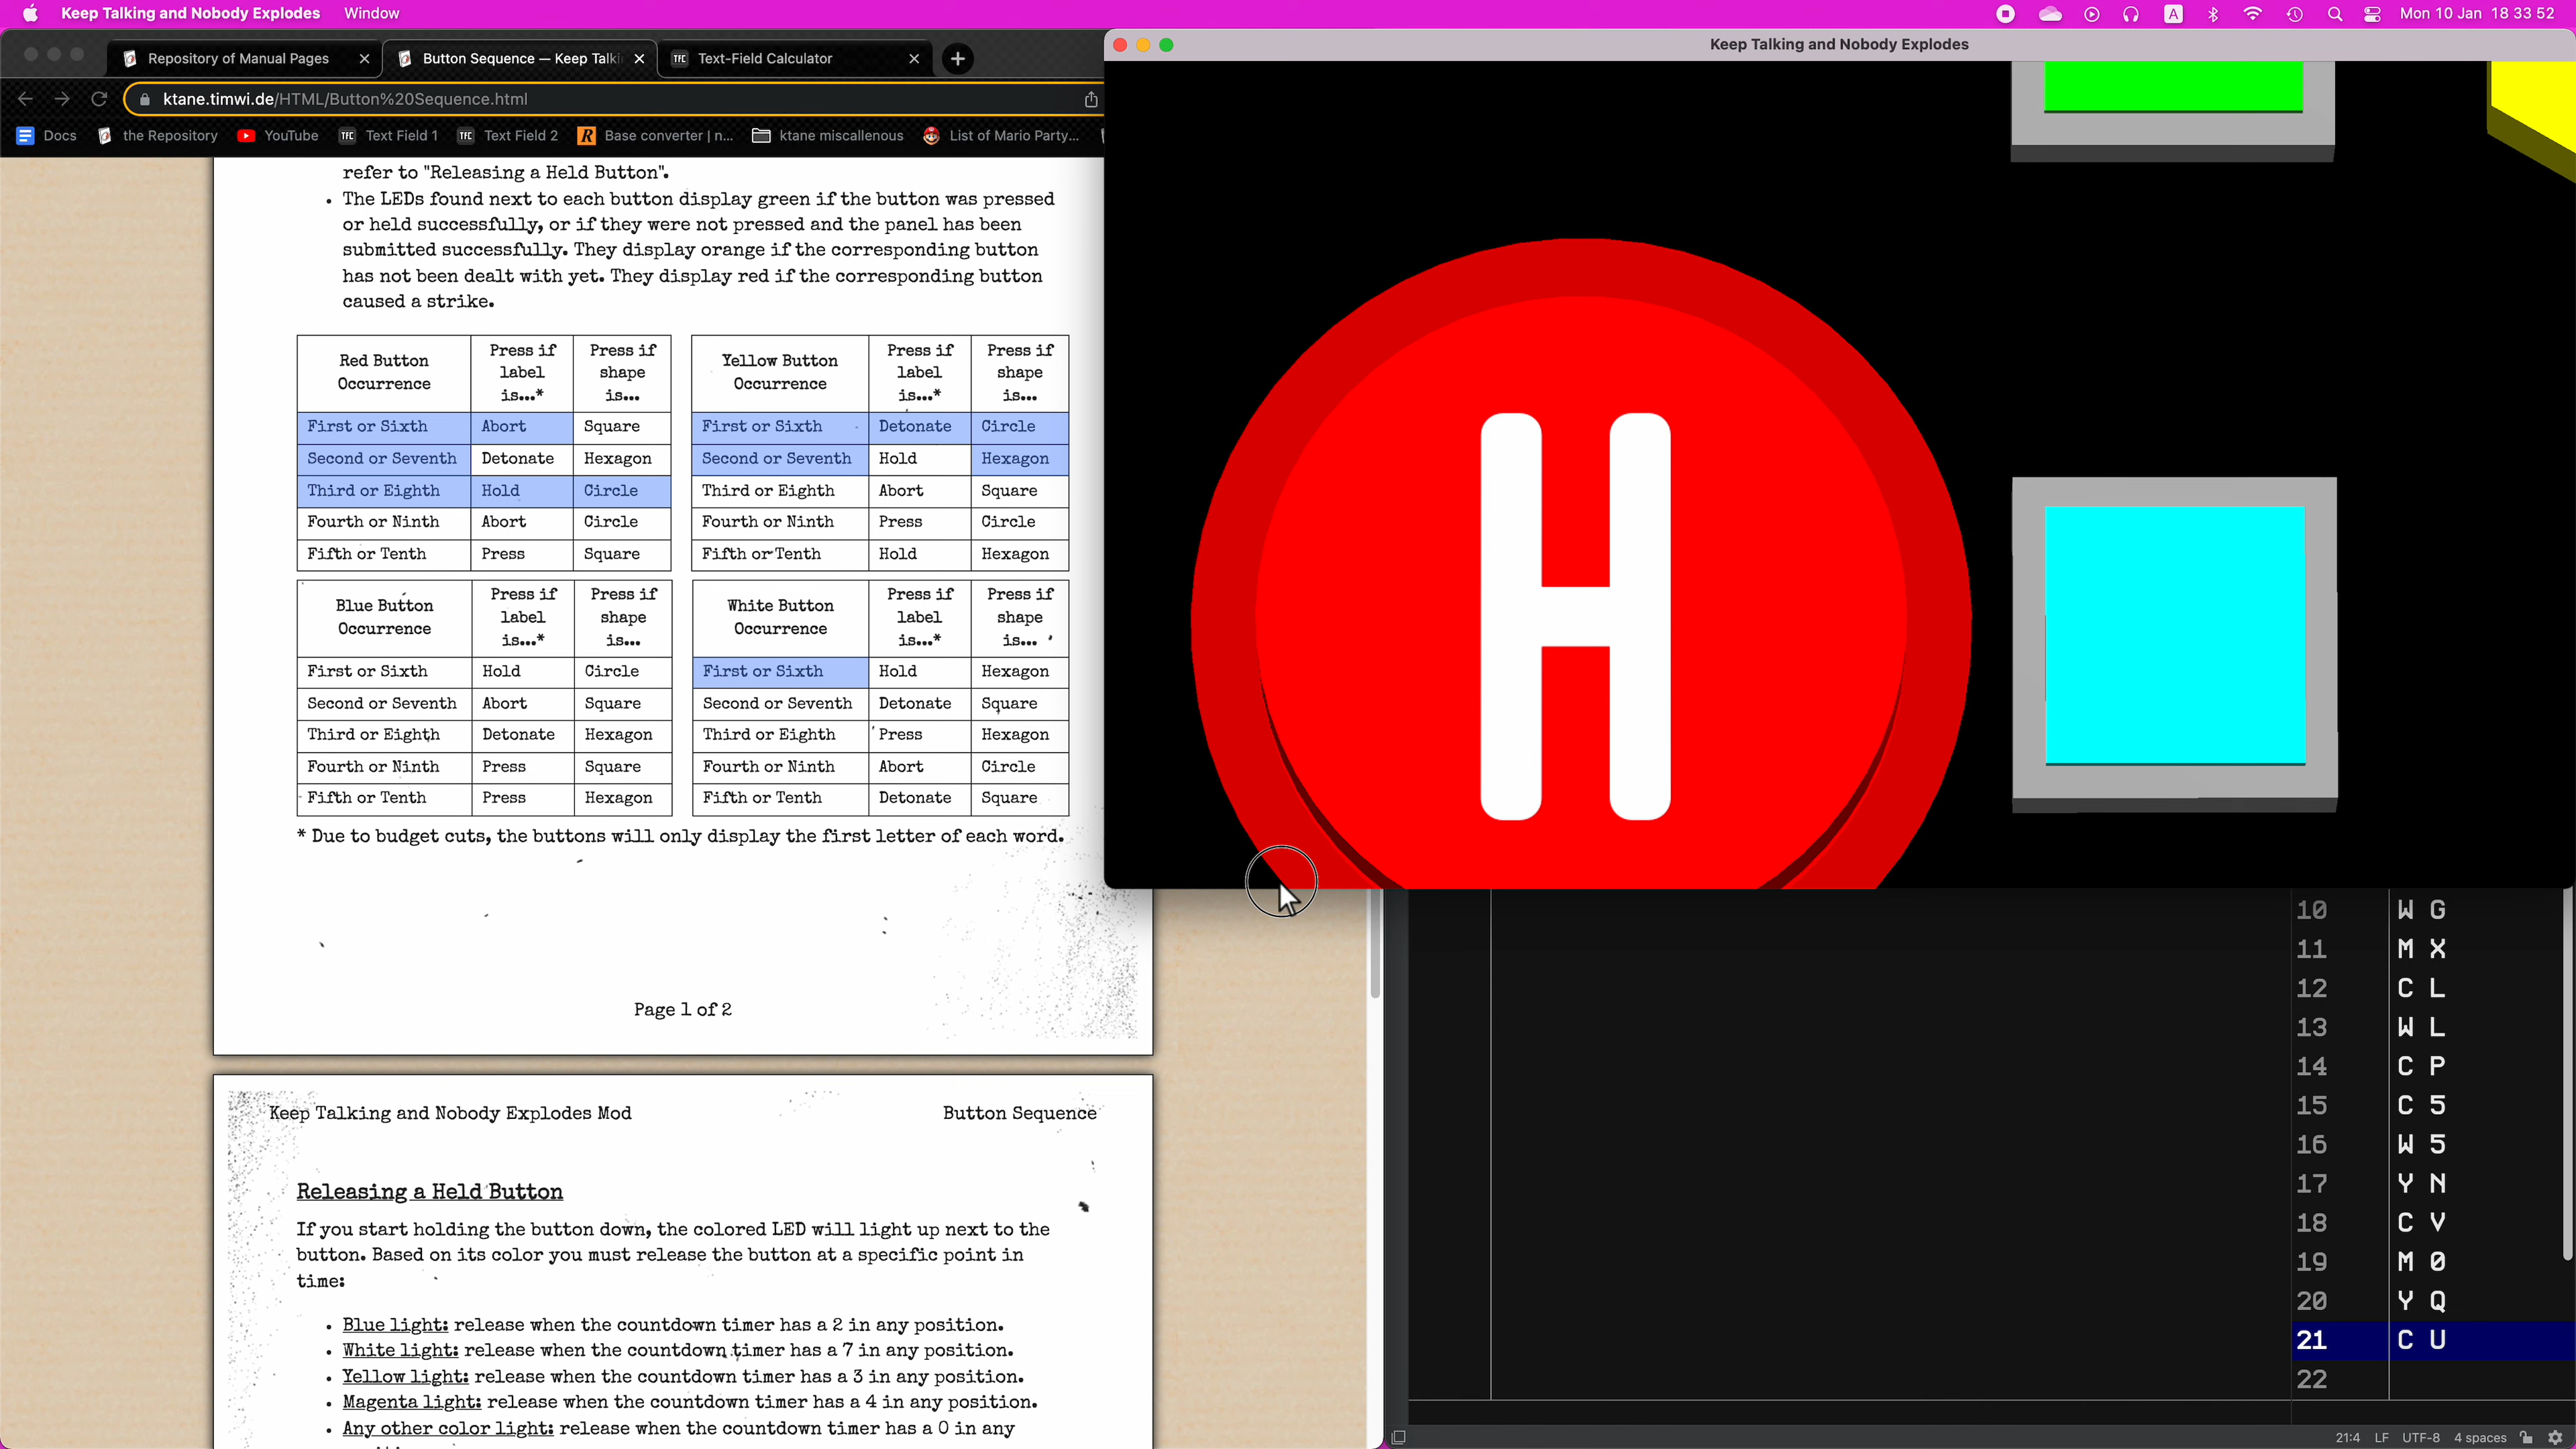 Keep Talking and Nobody Explodes Window
A
Mon 10 Jan 18 33 52
Repository of Manual Pages
Button Sequence — Keep Talki
TFC Text-Field Calculator
Keep Talking and Nobody Explodes
ktane.timwi.de/HTML/Button%20Sequence.html
Docs the Repository YouTube TFC Text Field 1 TFC Text Field 2 R Base converter | n... ktane miscallenous List of Mario Party...
refer to "Releasing a Held Button".
• The LEDs found next to each button display green if the button was pressed
or held successfully, or if they were not pressed and the panel has been
submitted successfully. They display orange if the corresponding button
has not been dealt with yet. They display red if the corresponding button
caused a strike.
Red Button Occurrence Press if label is...* Press if shape is...
First or Sixth Abort Square
Second or Seventh Detonate Hexagon
Third or Eighth Hold Circle
Fourth or Ninth Abort Circle
Fifth or Tenth Press Square
Yellow Button Occurrence Press if label is...* Press if shape is...
First or Sixth Detonate Circle
Second or Seventh Hold Hexagon
Third or Eighth Abort Square
Fourth or Ninth Press Circle
Fifth or Tenth Hold Hexagon
Blue Button Occurrence Press if label is...* Press if shape is...
First or Sixth Hold Circle
Second or Seventh Abort Square
Third or Eighth Detonate Hexagon
Fourth or Ninth Press Square
Fifth or Tenth Press Hexagon
White Button Occurrence Press if label is...* Press if shape is...
First or Sixth Hold Hexagon
Second or Seventh Detonate Square
Third or Eighth Press Hexagon
Fourth or Ninth Abort Circle
Fifth or Tenth Detonate Square
* Due to budget cuts, the buttons will only display the first letter of each word.
Page 1 of 2
Keep Talking and Nobody Explodes Mod Button Sequence
Releasing a Held Button
If you start holding the button down, the colored LED will light up next to the
button. Based on its color you must release the button at a specific point in
time:
• Blue light: release when the countdown timer has a 2 in any position.
• White light: release when the countdown timer has a 7 in any position.
• Yellow light: release when the countdown timer has a 3 in any position.
• Magenta light: release when the countdown timer has a 4 in any position.
• Any other color light: release when the countdown timer has a 0 in any
H
10 W G
11 M X
12 C L
13 W L
14 C P
15 C 5
16 W 5
17 Y N
18 C V
19 M 0
20 Y Q
21 C U
22
21:4 LF UTF-8 4 spaces